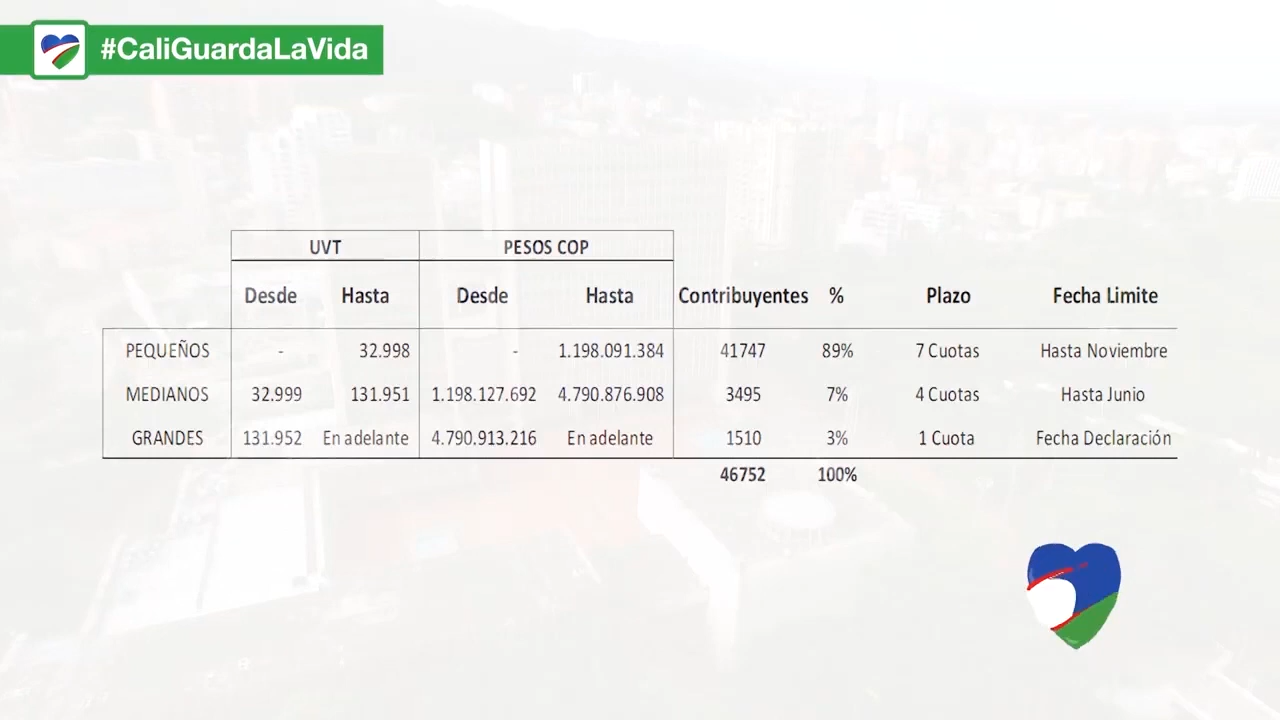 #CaliGuardaLaVida
UVT PESOS COP
Desde Hasta Desde Hasta Contribuyentes % Plazo Fecha Limite
PEQUEÑOS - 32.998 - 1.198.091.384 41747 89% 7 Cuotas Hasta Noviembre
MEDIANOS 32.999 131.951 1.198.127.692 4.790.876.908 3495 7% 4 Cuotas Hasta Junio
GRANDES 131.952 En adelante 4.790.913.216 En adelante 1510 3% 1 Cuota Fecha Declaración
46752 100%